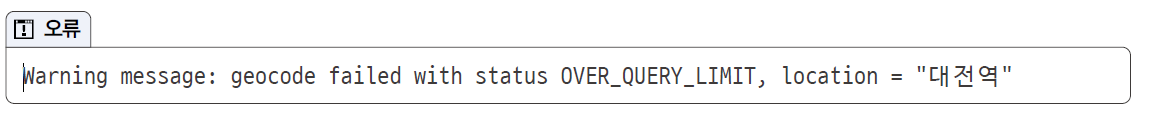 오류
Warning message: geocode failed with status OVER_QUERY_LIMIT, location = "대전역"